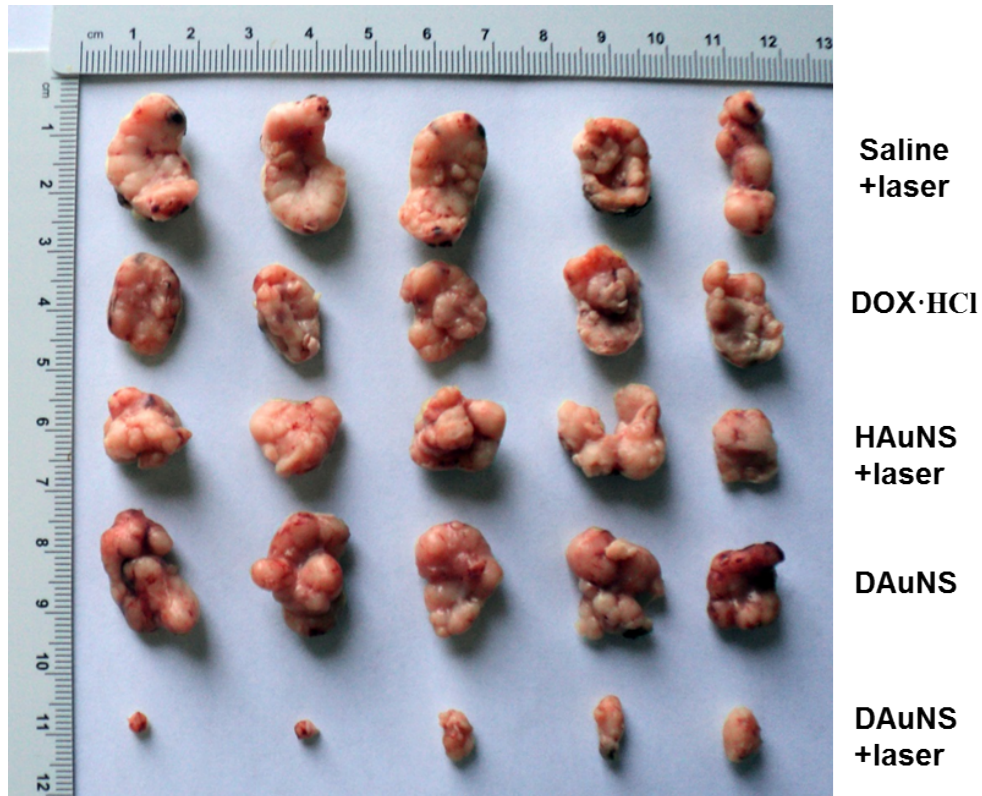 cm 1 2 3 4 5 6 7 8 9 10 11 12 13
cm
1
2
3
4
5
6
7
8
9
10
11
12
Saline
+laser
DOX·HCl
HAuNS
+laser
DAuNS
DAuNS
+laser